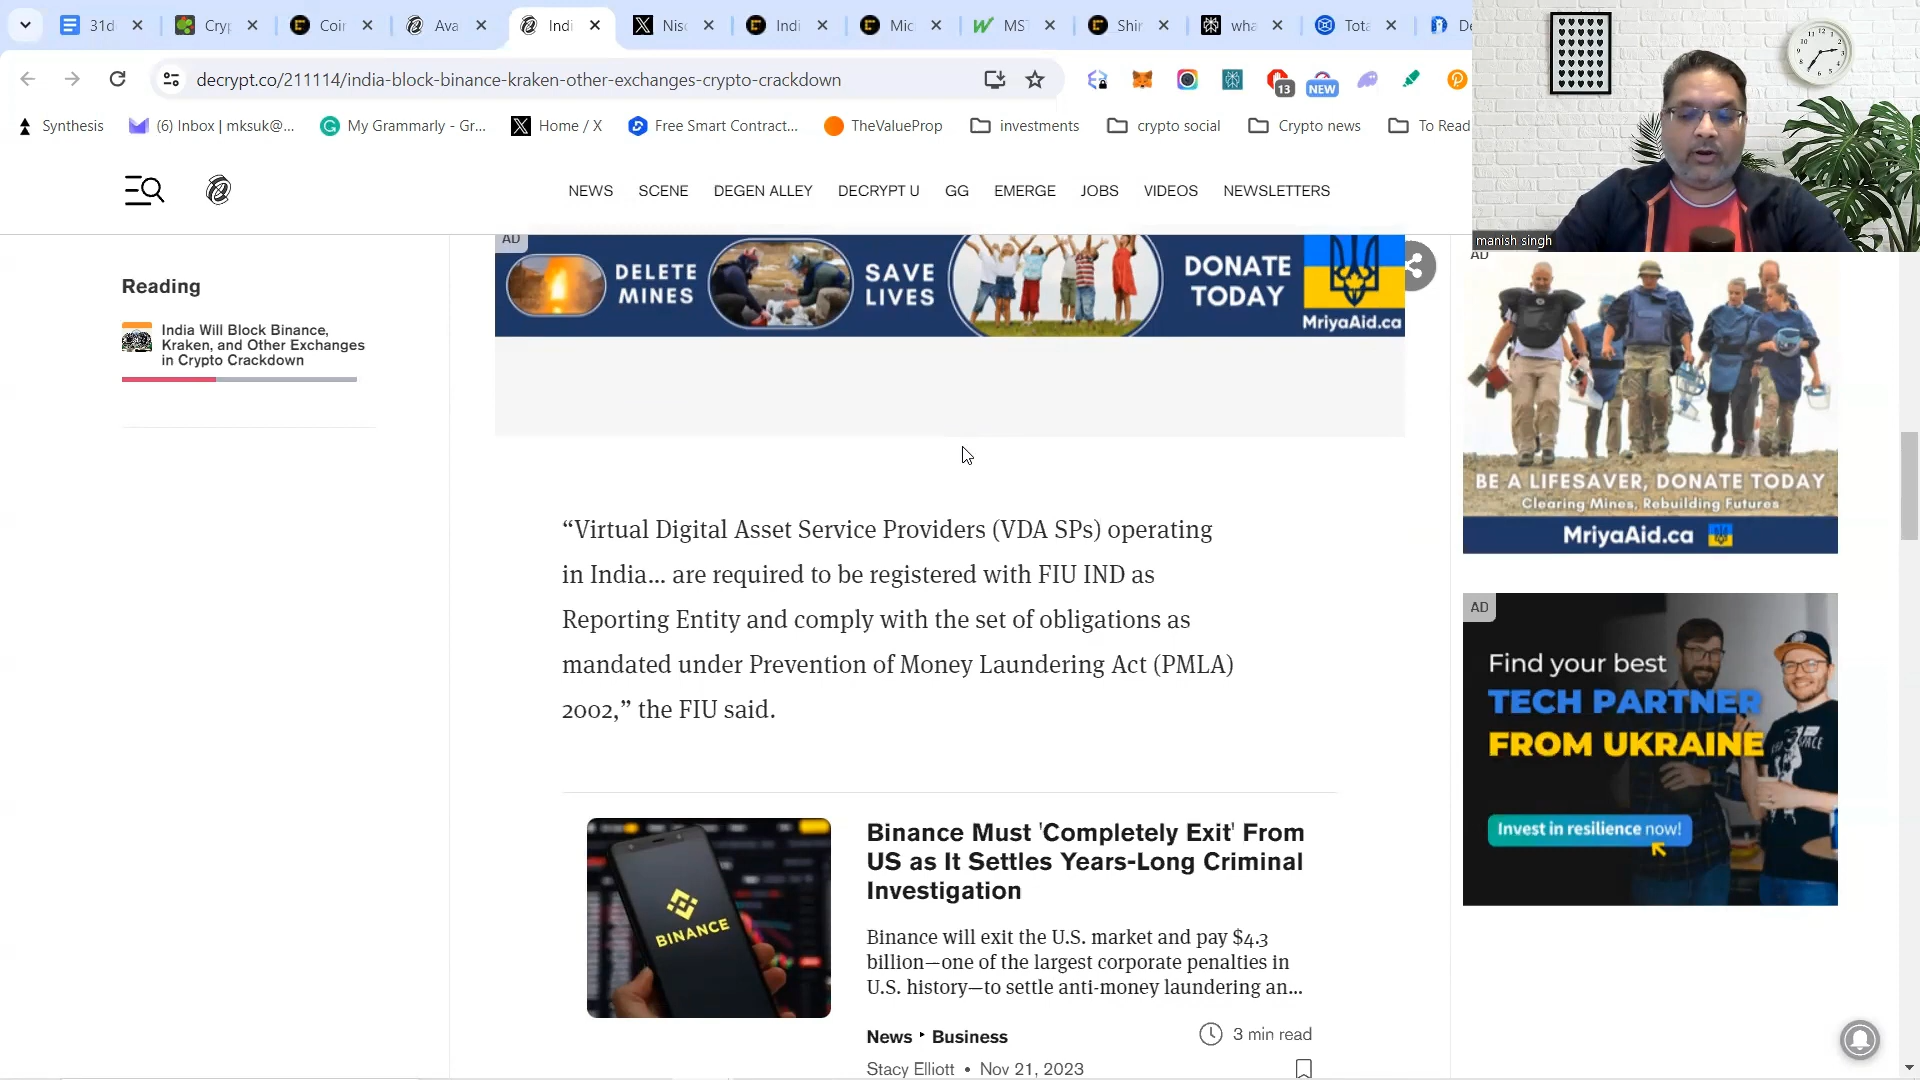 31d
Cryp
Coir
Ava
Indi
Nisc
Indi
Mic
MST
Shir
wha
Tota
De
decrypt.co/211114/india-block-binance-kraken-other-exchanges-crypto-crackdown
13
NEW
Synthesis
(6) Inbox | mksuk@...
My Grammarly - Gr...
Home / X
Free Smart Contract...
TheValueProp
investments
crypto social
Crypto news
To Read
NEWS
SCENE
DEGEN ALLEY
DECRYPT U
GG
EMERGE
JOBS
VIDEOS
NEWSLETTERS
manish singh
AD
DELETE MINES
SAVE LIVES
DONATE TODAY
MriyaAid.ca
Reading
India Will Block Binance,
Kraken, and Other Exchanges
in Crypto Crackdown
“Virtual Digital Asset Service Providers (VDA SPs) operating
in India... are required to be registered with FIU IND as
Reporting Entity and comply with the set of obligations as
mandated under Prevention of Money Laundering Act (PMLA)
2002,” the FIU said.
Binance Must 'Completely Exit' From
US as It Settles Years-Long Criminal
Investigation
BINANCE
Binance will exit the U.S. market and pay $4.3
billion—one of the largest corporate penalties in
U.S. history—to settle anti-money laundering an...
News ‣ Business
3 min read
Stacy Elliott • Nov 21, 2023
AD
BE A LIFESAVER, DONATE TODAY
Clearing Mines, Rebuilding Futures
MriyaAid.ca
AD
Find your best
TECH PARTNER
FROM UKRAINE
Invest in resilience now!